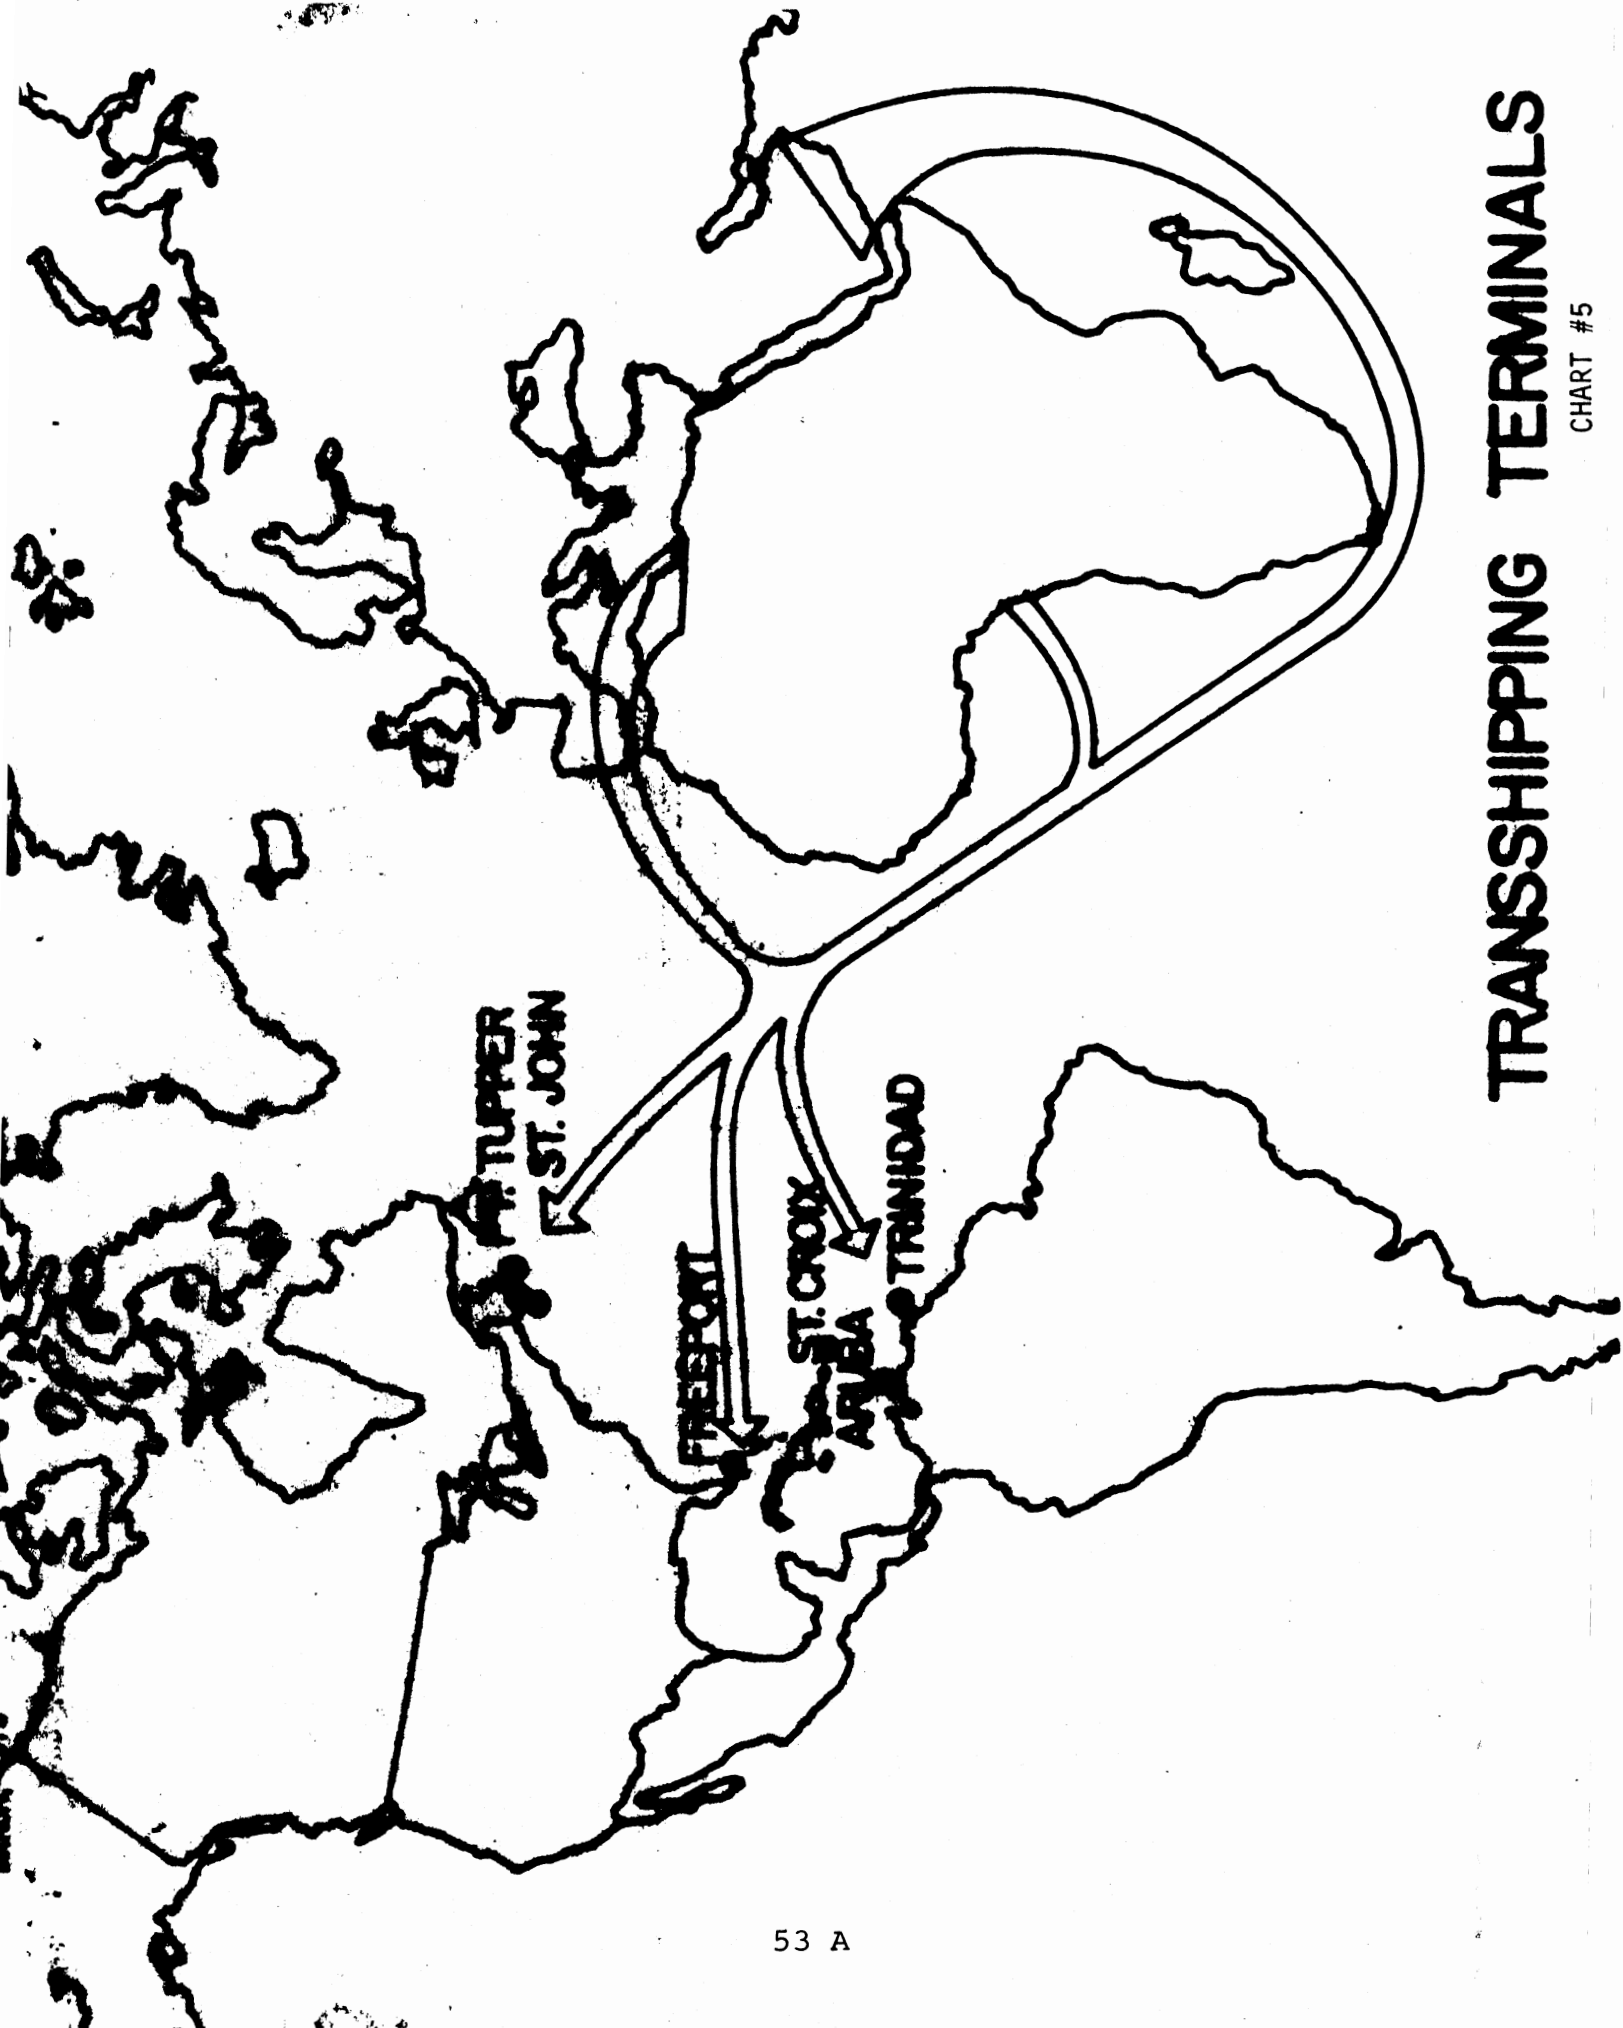 PT. TUPPER
ST. JOHN
FREEPORT
ST. CROIX
ARUBA
TRINIDAD
TRANSSHIPPING TERMINALS
CHART #5
53 A